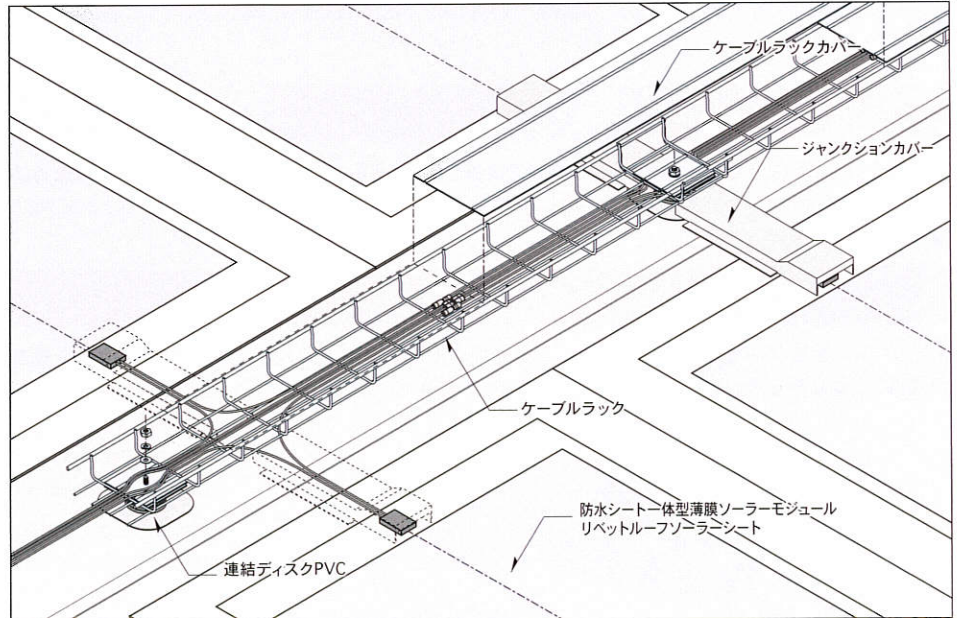 ケーブルラックカバー
ジャンクションカバー
ケーブルラック
防水シート一体型薄膜ソーラーモジュール
リベットルーフソーラーシート
連結ディスクPVC